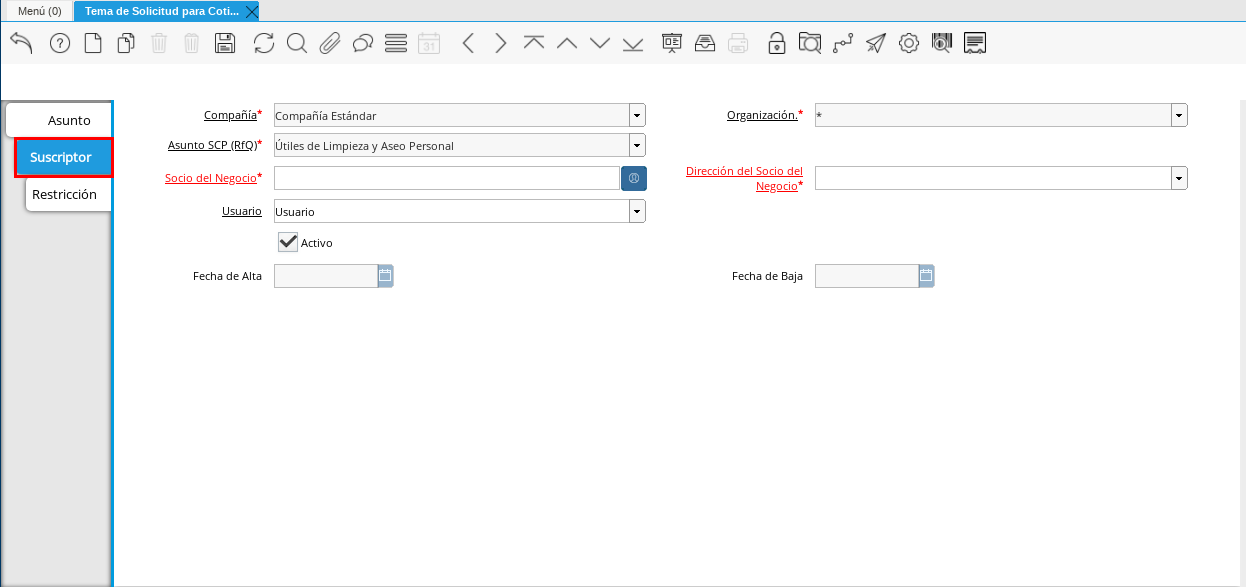 Menú (0)
Tema de Solicitud para Coti...
31
Asunto
Suscriptor
Restricción
Compañía*
Compañía Estándar
Organización.*
*
Asunto SCP (RfQ)*
Útiles de Limpieza y Aseo Personal
Socio del Negocio*
Dirección del Socio del
Negocio*
Usuario
Usuario
Activo
Fecha de Alta
Fecha de Baja